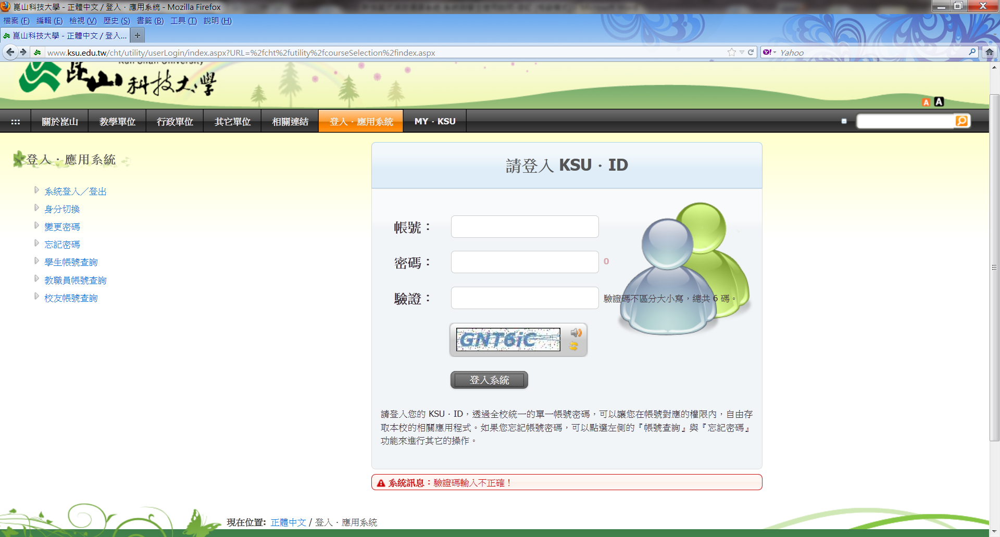 崑山科技大學 - 正體中文 / 登入．應用系統 - Mozilla Firefox
檔案 (F) 編輯 (E) 檢視 (V) 歷史 (S) 書籤 (B) 工具 (T) 說明 (H)
崑山科技大學 - 正體中文 / 登入... +
www.ksu.edu.tw/cht/utility/userLogin/index.aspx?URL=%2fcht%2futility%2fcourseSelection%2findex.aspx
Yahoo
Kun Shan University
崑山科技大學
A A
關於崑山 教學單位 行政單位 其它單位 相關連結 登入．應用系統 MY．KSU
登入．應用系統
系統登入／登出
身分切換
變更密碼
忘記密碼
學生帳號查詢
教職員帳號查詢
校友帳號查詢
請登入 KSU．ID
帳號：
密碼： 0
驗證： 驗證碼不區分大小寫，總共 6 碼。
GNT6iC
登入系統
請登入您的 KSU．ID，透過全校統一的單一帳號密碼，可以讓您在帳號對應的權限內，自由存
取本校的相關應用程式。如果您忘記帳號密碼，可以點選左側的『帳號查詢』與『忘記密碼』
功能來進行其它的操作。
系統訊息：驗證碼輸入不正確！
現在位置: 正體中文 / 登入．應用系統